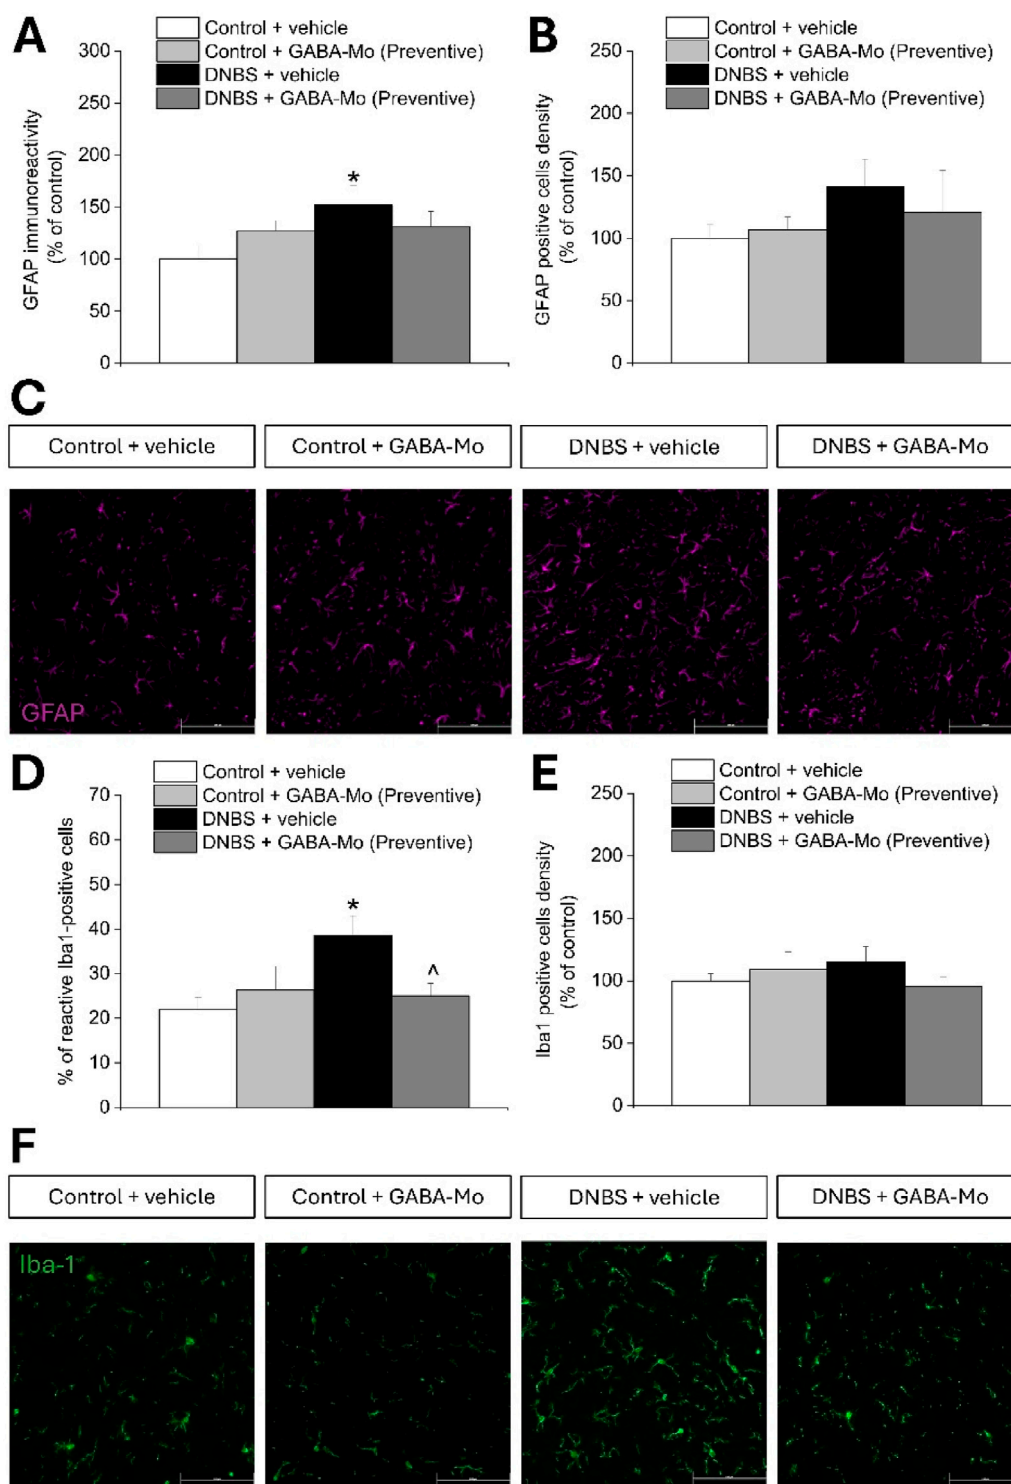 A
Control + vehicle
Control + GABA-Mo (Preventive)
DNBS + vehicle
DNBS + GABA-Mo (Preventive)
GFAP immunoreactivity
(% of control)
300
250
200
150
100
50
0
*
B
Control + vehicle
Control + GABA-Mo (Preventive)
DNBS + vehicle
DNBS + GABA-Mo (Preventive)
GFAP positive cells density
(% of control)
250
200
150
100
50
0
C
Control + vehicle
Control + GABA-Mo
DNBS + vehicle
DNBS + GABA-Mo
GFAP
D
Control + vehicle
Control + GABA-Mo (Preventive)
DNBS + vehicle
DNBS + GABA-Mo (Preventive)
% of reactive Iba1-positive cells
70
60
50
40
30
20
10
0
*
^
E
Control + vehicle
Control + GABA-Mo (Preventive)
DNBS + vehicle
DNBS + GABA-Mo (Preventive)
Iba1 positive cells density
(% of control)
250
200
150
100
50
0
F
Control + vehicle
Control + GABA-Mo
DNBS + vehicle
DNBS + GABA-Mo
Iba-1